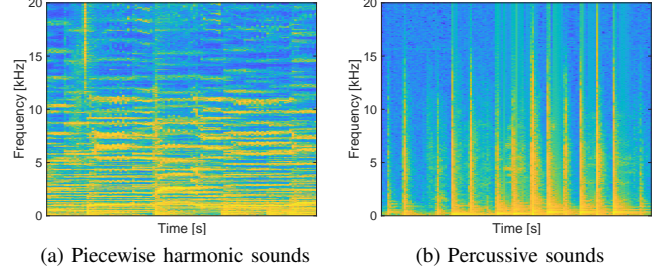 20
15
10
5
0
Frequency [kHz]
Time [s]
(a) Piecewise harmonic sounds
20
15
10
5
0
Frequency [kHz]
Time [s]
(b) Percussive sounds